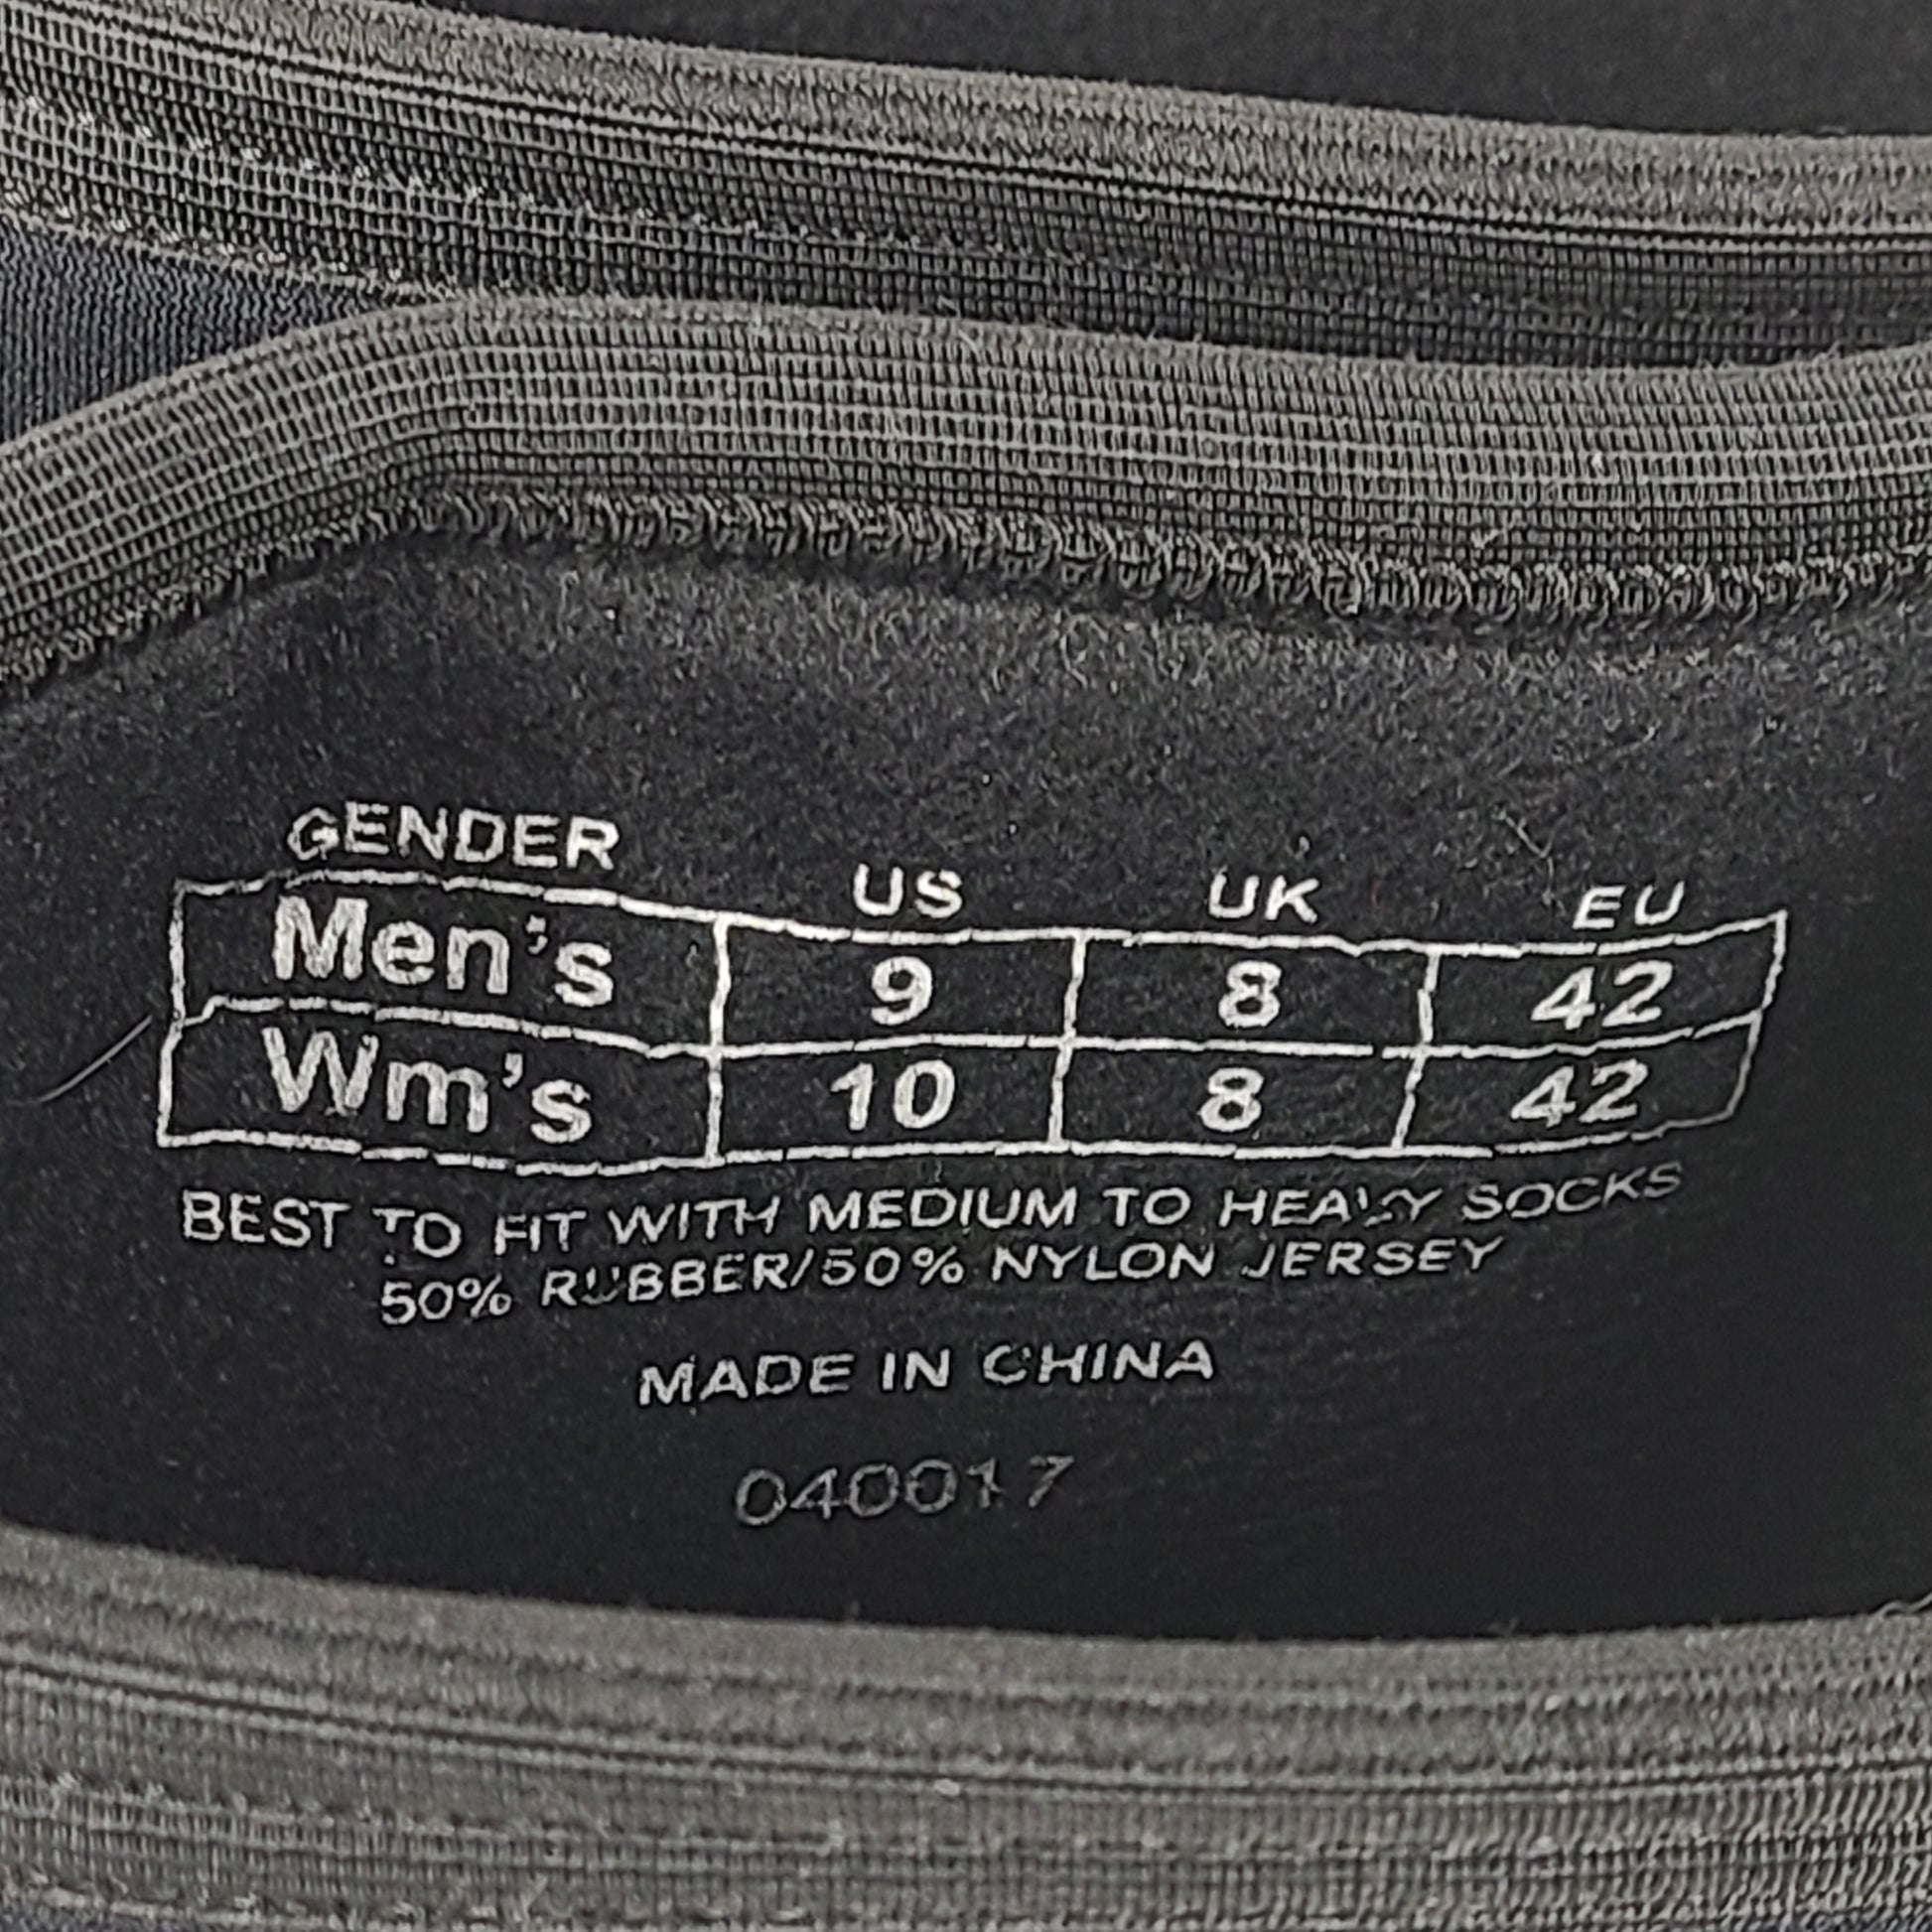 GENDER US UK EU
Men's 9 8 42
Wm's 10 8 42
BEST TO FIT WITH MEDIUM TO HEAVY SOCKS
50% RUBBER/50% NYLON JERSEY
MADE IN CHINA
040017